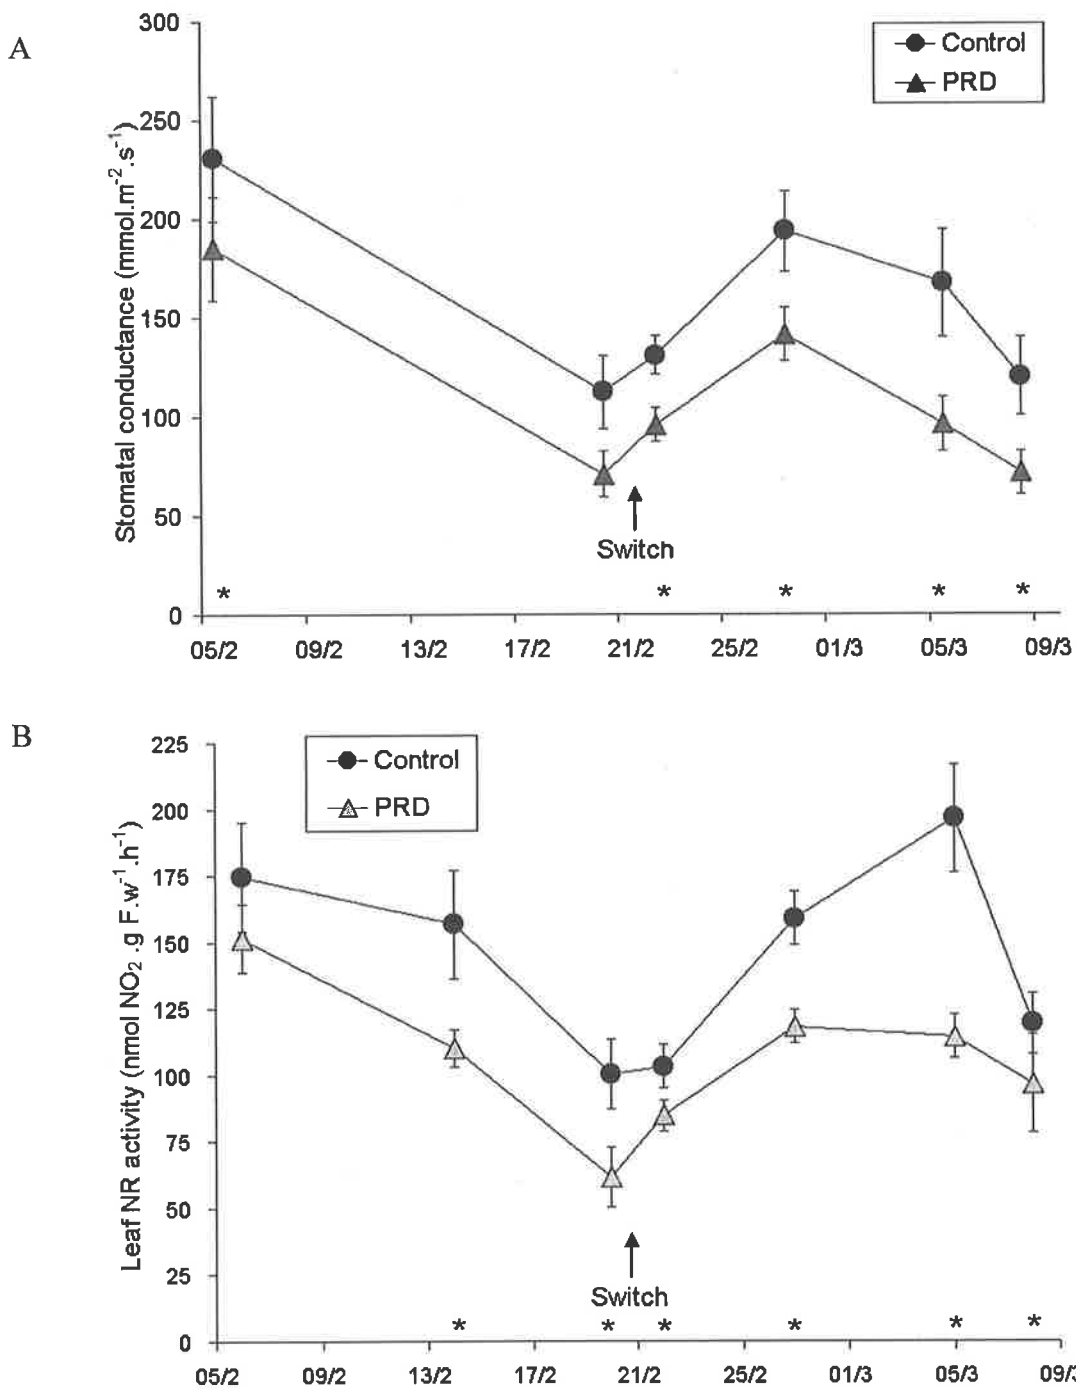 A
300
250
200
150
100
50
0
Stomatal conductance (mmol.m⁻².s⁻¹)
Control
PRD
Switch
* * * * *
05/2 09/2 13/2 17/2 21/2 25/2 01/3 05/3 09/3
B
225
200
175
150
125
100
75
50
25
0
Leaf NR activity (nmol NO₂ .g F.w⁻¹.h⁻¹)
Control
PRD
Switch
* * * * * *
05/2 09/2 13/2 17/2 21/2 25/2 01/3 05/3 09/